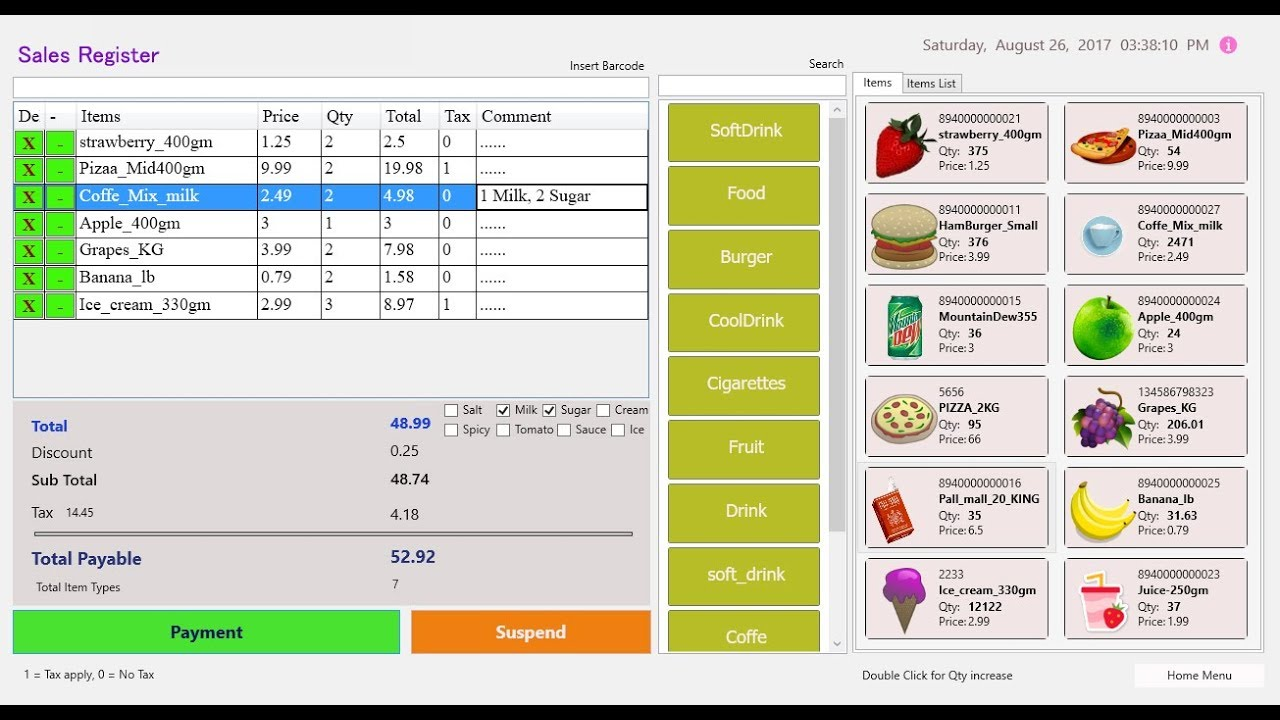 Sales Register
Saturday, August 26, 2017 03:38:10 PM i
Insert Barcode
Search
De - Items Price Qty Total Tax Comment
X - strawberry_400gm 1.25 2 2.5 0 ......
X - Pizaa_Mid400gm 9.99 2 19.98 1 ......
X - Coffe_Mix_milk 2.49 2 4.98 0 1 Milk, 2 Sugar
X - Apple_400gm 3 1 3 0 ......
X - Grapes_KG 3.99 2 7.98 0 ......
X - Banana_lb 0.79 2 1.58 0 ......
X - Ice_cream_330gm 2.99 3 8.97 1 ......
Salt Milk Sugar Cream
Spicy Tomato Sauce Ice
Total 48.99
Discount 0.25
Sub Total 48.74
Tax 14.45 4.18
Total Payable 52.92
Total Item Types 7
Payment Suspend
1 = Tax apply, 0 = No Tax
SoftDrink
Food
Burger
CoolDrink
Cigarettes
Fruit
Drink
soft_drink
Coffe
Items Items List
8940000000021
strawberry_400gm
Qty: 375
Price: 1.25
8940000000003
Pizaa_Mid400gm
Qty: 54
Price: 9.99
8940000000011
HamBurger_Small
Qty: 376
Price: 3.99
8940000000027
Coffe_Mix_milk
Qty: 2471
Price: 2.49
8940000000015
MountainDew355
Qty: 36
Price: 3
8940000000024
Apple_400gm
Qty: 24
Price: 3
5656
PIZZA_2KG
Qty: 95
Price: 66
134586798323
Grapes_KG
Qty: 206.01
Price: 3.99
8940000000016
Pall_mall_20_KING
Qty: 35
Price: 6.5
8940000000025
Banana_lb
Qty: 31.63
Price: 0.79
2233
Ice_cream_330gm
Qty: 12122
Price: 2.99
8940000000023
Juice-250gm
Qty: 37
Price: 1.99
Double Click for Qty increase
Home Menu